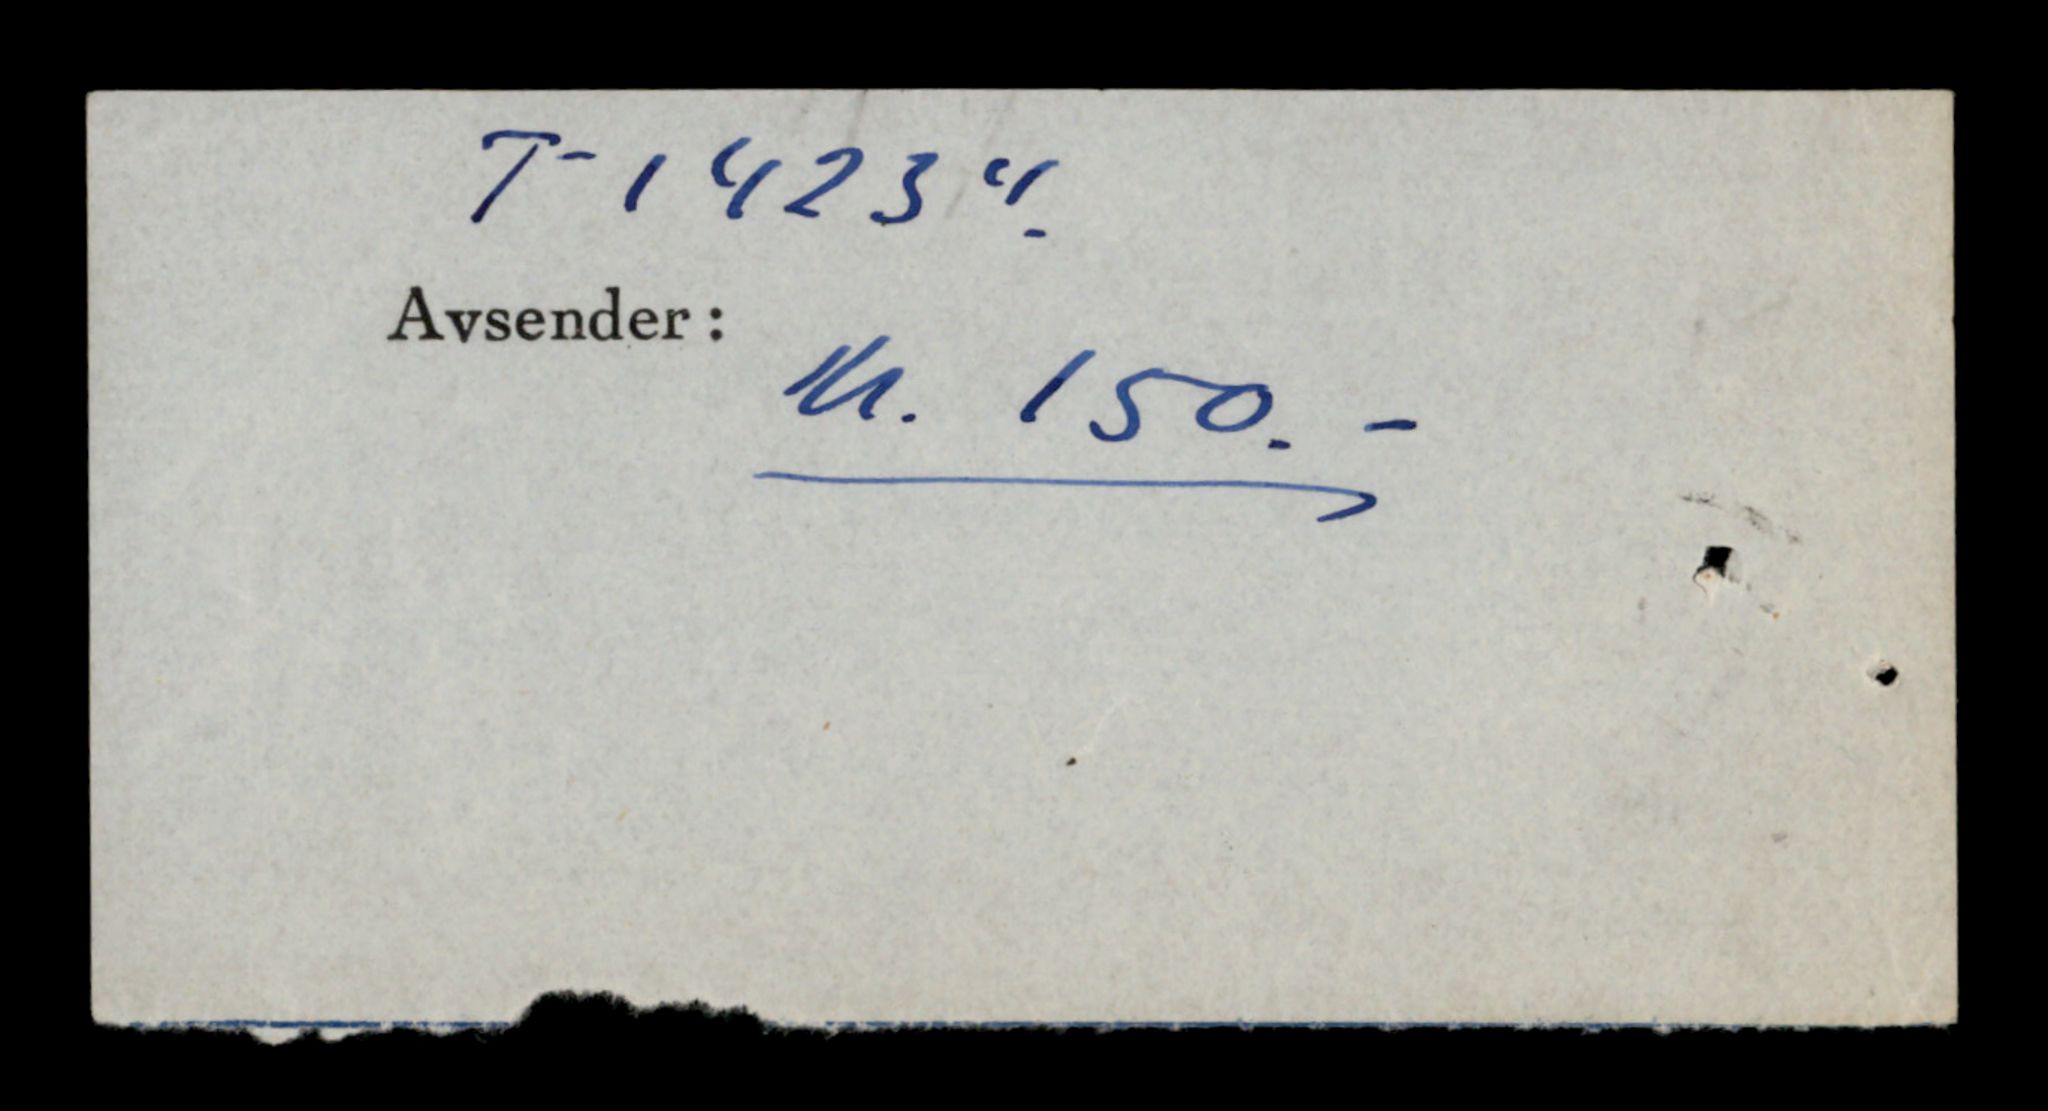 T-14234.
Avsender:
Kr. 150.-